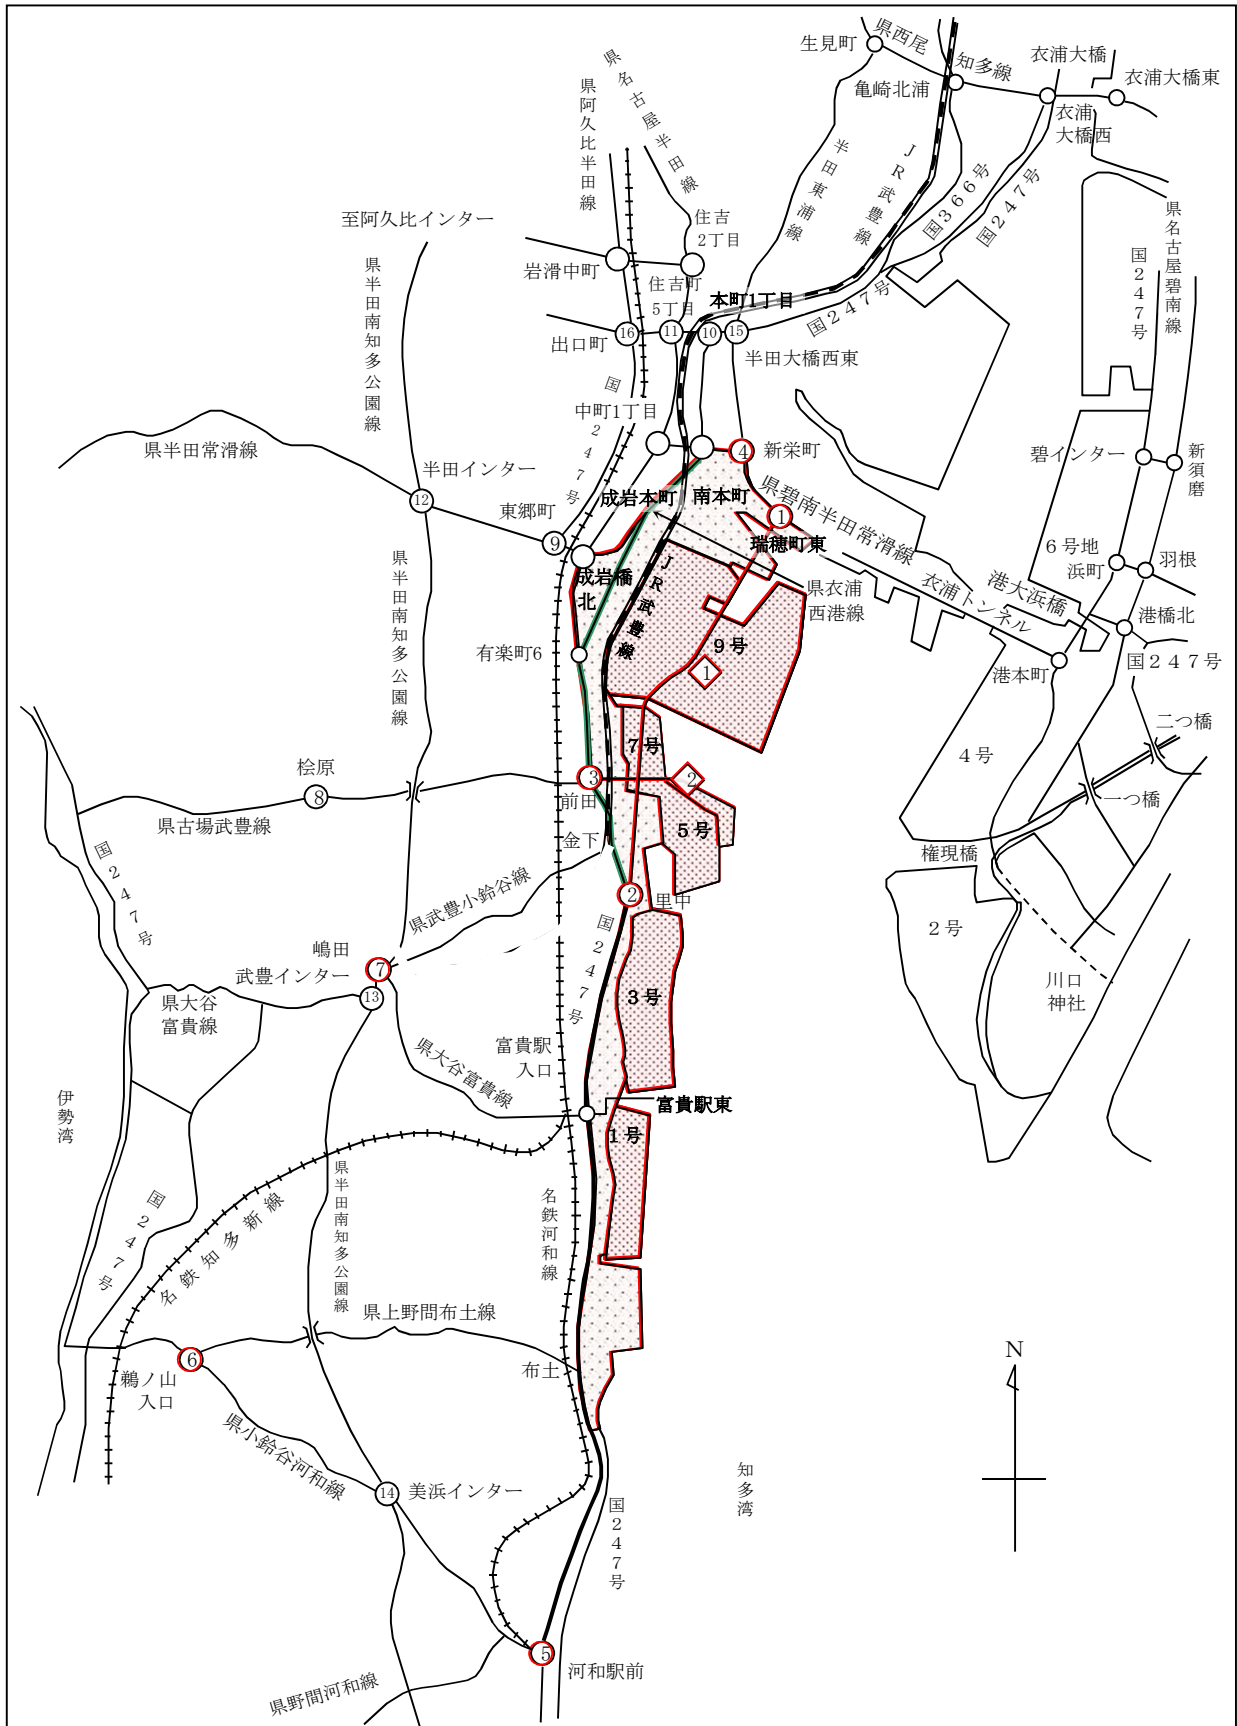 生見町
県西尾
知多線
衣浦大橋
衣浦大橋東
亀崎北浦
衣浦
大橋西
県名古屋半田線
県阿久比半田線
半田東浦線
JR武豊線
国366号
国247号
県名古屋碧南線
国247号
至阿久比インター
住吉
2丁目
岩滑中町
住吉町
5丁目
本町1丁目
国247号
県半田南知多公園線
16
11
10
15
出口町
半田大橋西東
国247号
中町1丁目
県半田常滑線
半田インター
4
新栄町
碧インター
新須磨
12
東郷町
成岩本町
南本町
県碧南半田常滑線
1
9
瑞穂町東
6号地
浜町
羽根
成岩橋
北
JR武豊線
県衣浦
西港線
衣浦トンネル
港大浜橋
港橋北
県半田南知多公園線
有楽町6
9号
1
港本町
国247号
7号
二つ橋
4号
桧原
3
2
8
前田
一つ橋
県古場武豊線
金下
5号
国247号
権現橋
県武豊小鈴谷線
2
里中
2号
国247号
嶋田
武豊インター
7
13
3号
県大谷
富貴線
川口
神社
県大谷富貴線
富貴駅
入口
伊勢湾
富貴駅東
1号
県半田南知多公園線
名鉄河和線
国247号
名鉄知多新線
県上野間布土線
6
布土
鵜ノ山
入口
N
県小鈴谷河和線
知多湾
14
美浜インター
国247号
5
河和駅前
県野間河和線